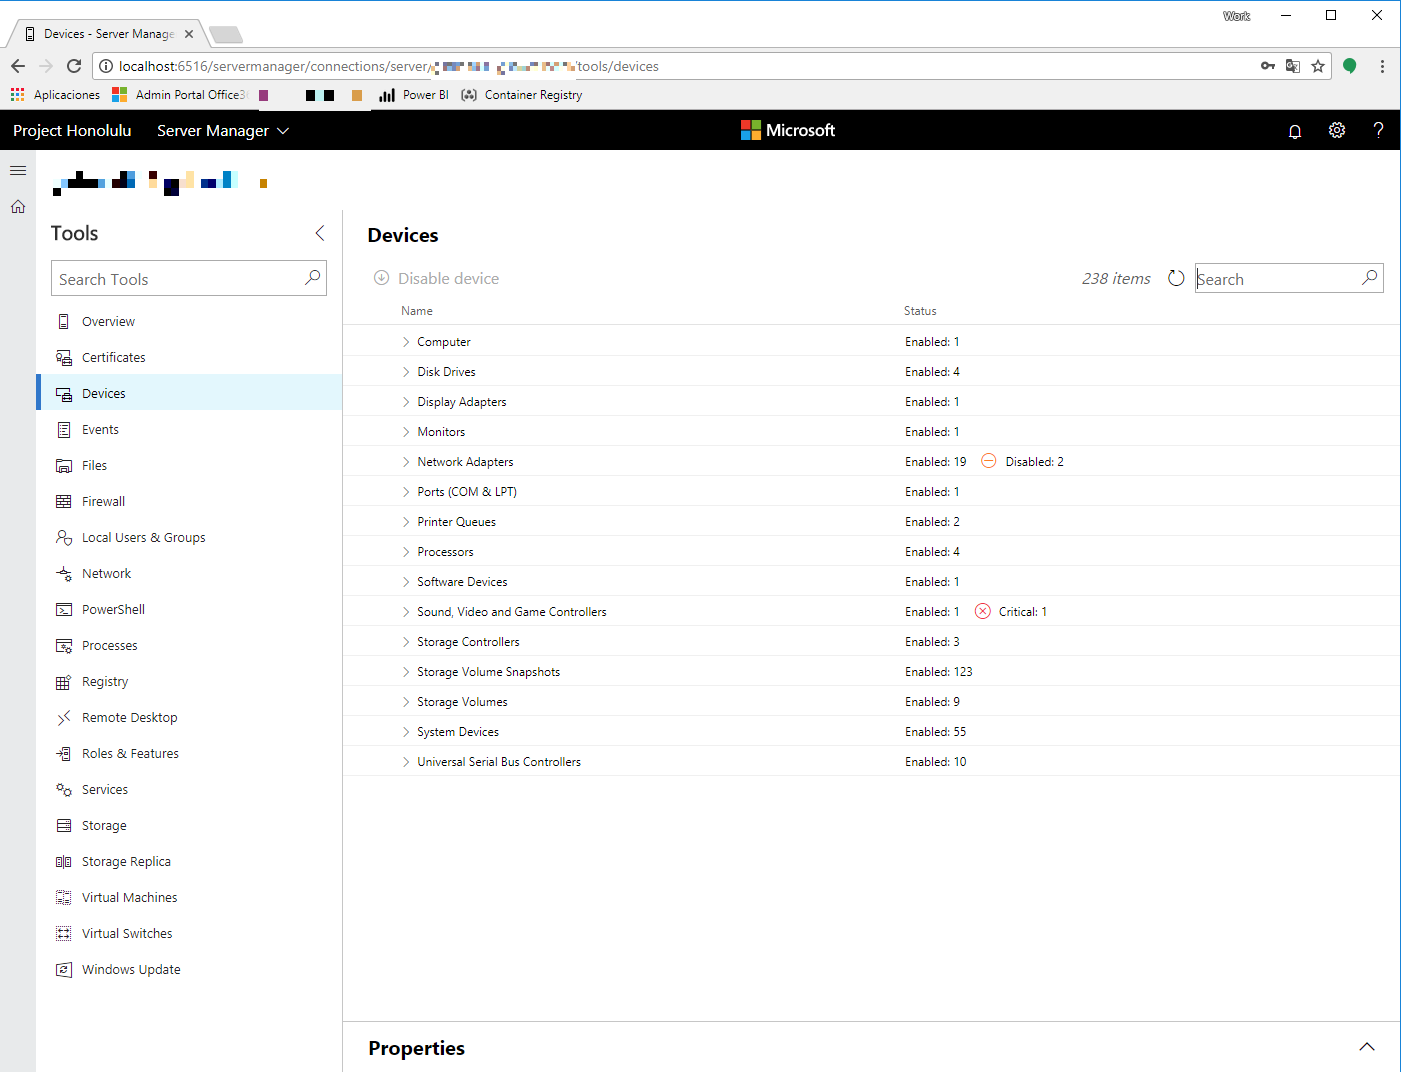 Work
Devices - Server Manage
localhost:6516/servermanager/connections/server/
/tools/devices
Aplicaciones
Admin Portal Office3
Power BI
Container Registry
Project Honolulu
Server Manager
Microsoft
Tools
Search Tools
Overview
Certificates
Devices
Events
Files
Firewall
Local Users & Groups
Network
PowerShell
Processes
Registry
Remote Desktop
Roles & Features
Services
Storage
Storage Replica
Virtual Machines
Virtual Switches
Windows Update
Devices
Disable device
238 items
Search
Name Status
Computer Enabled: 1
Disk Drives Enabled: 4
Display Adapters Enabled: 1
Monitors Enabled: 1
Network Adapters Enabled: 19 Disabled: 2
Ports (COM & LPT) Enabled: 1
Printer Queues Enabled: 2
Processors Enabled: 4
Software Devices Enabled: 1
Sound, Video and Game Controllers Enabled: 1 Critical: 1
Storage Controllers Enabled: 3
Storage Volume Snapshots Enabled: 123
Storage Volumes Enabled: 9
System Devices Enabled: 55
Universal Serial Bus Controllers Enabled: 10
Properties